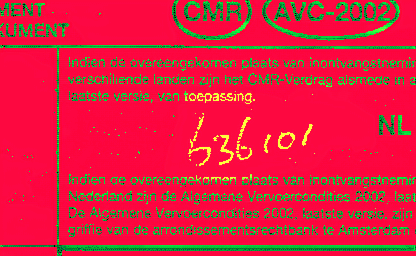 MENT - CMR AVC-2002
KUMENT
Indien de overeengekomen plaats van inontvangstnemin
verschillende landen zijn het CMR-Verdrag alsmede in a
laatste versie, van toepassing.
636101 NL
Indien de overeengekomen plaats van inontvangstnemin
Nederland zijn de Algemene Vervoercondities 2002, laat
De Algemene Vervoercondities 2002, laatste versie, zijn
griffie van de arrondissementsrechtbank te Amsterdam